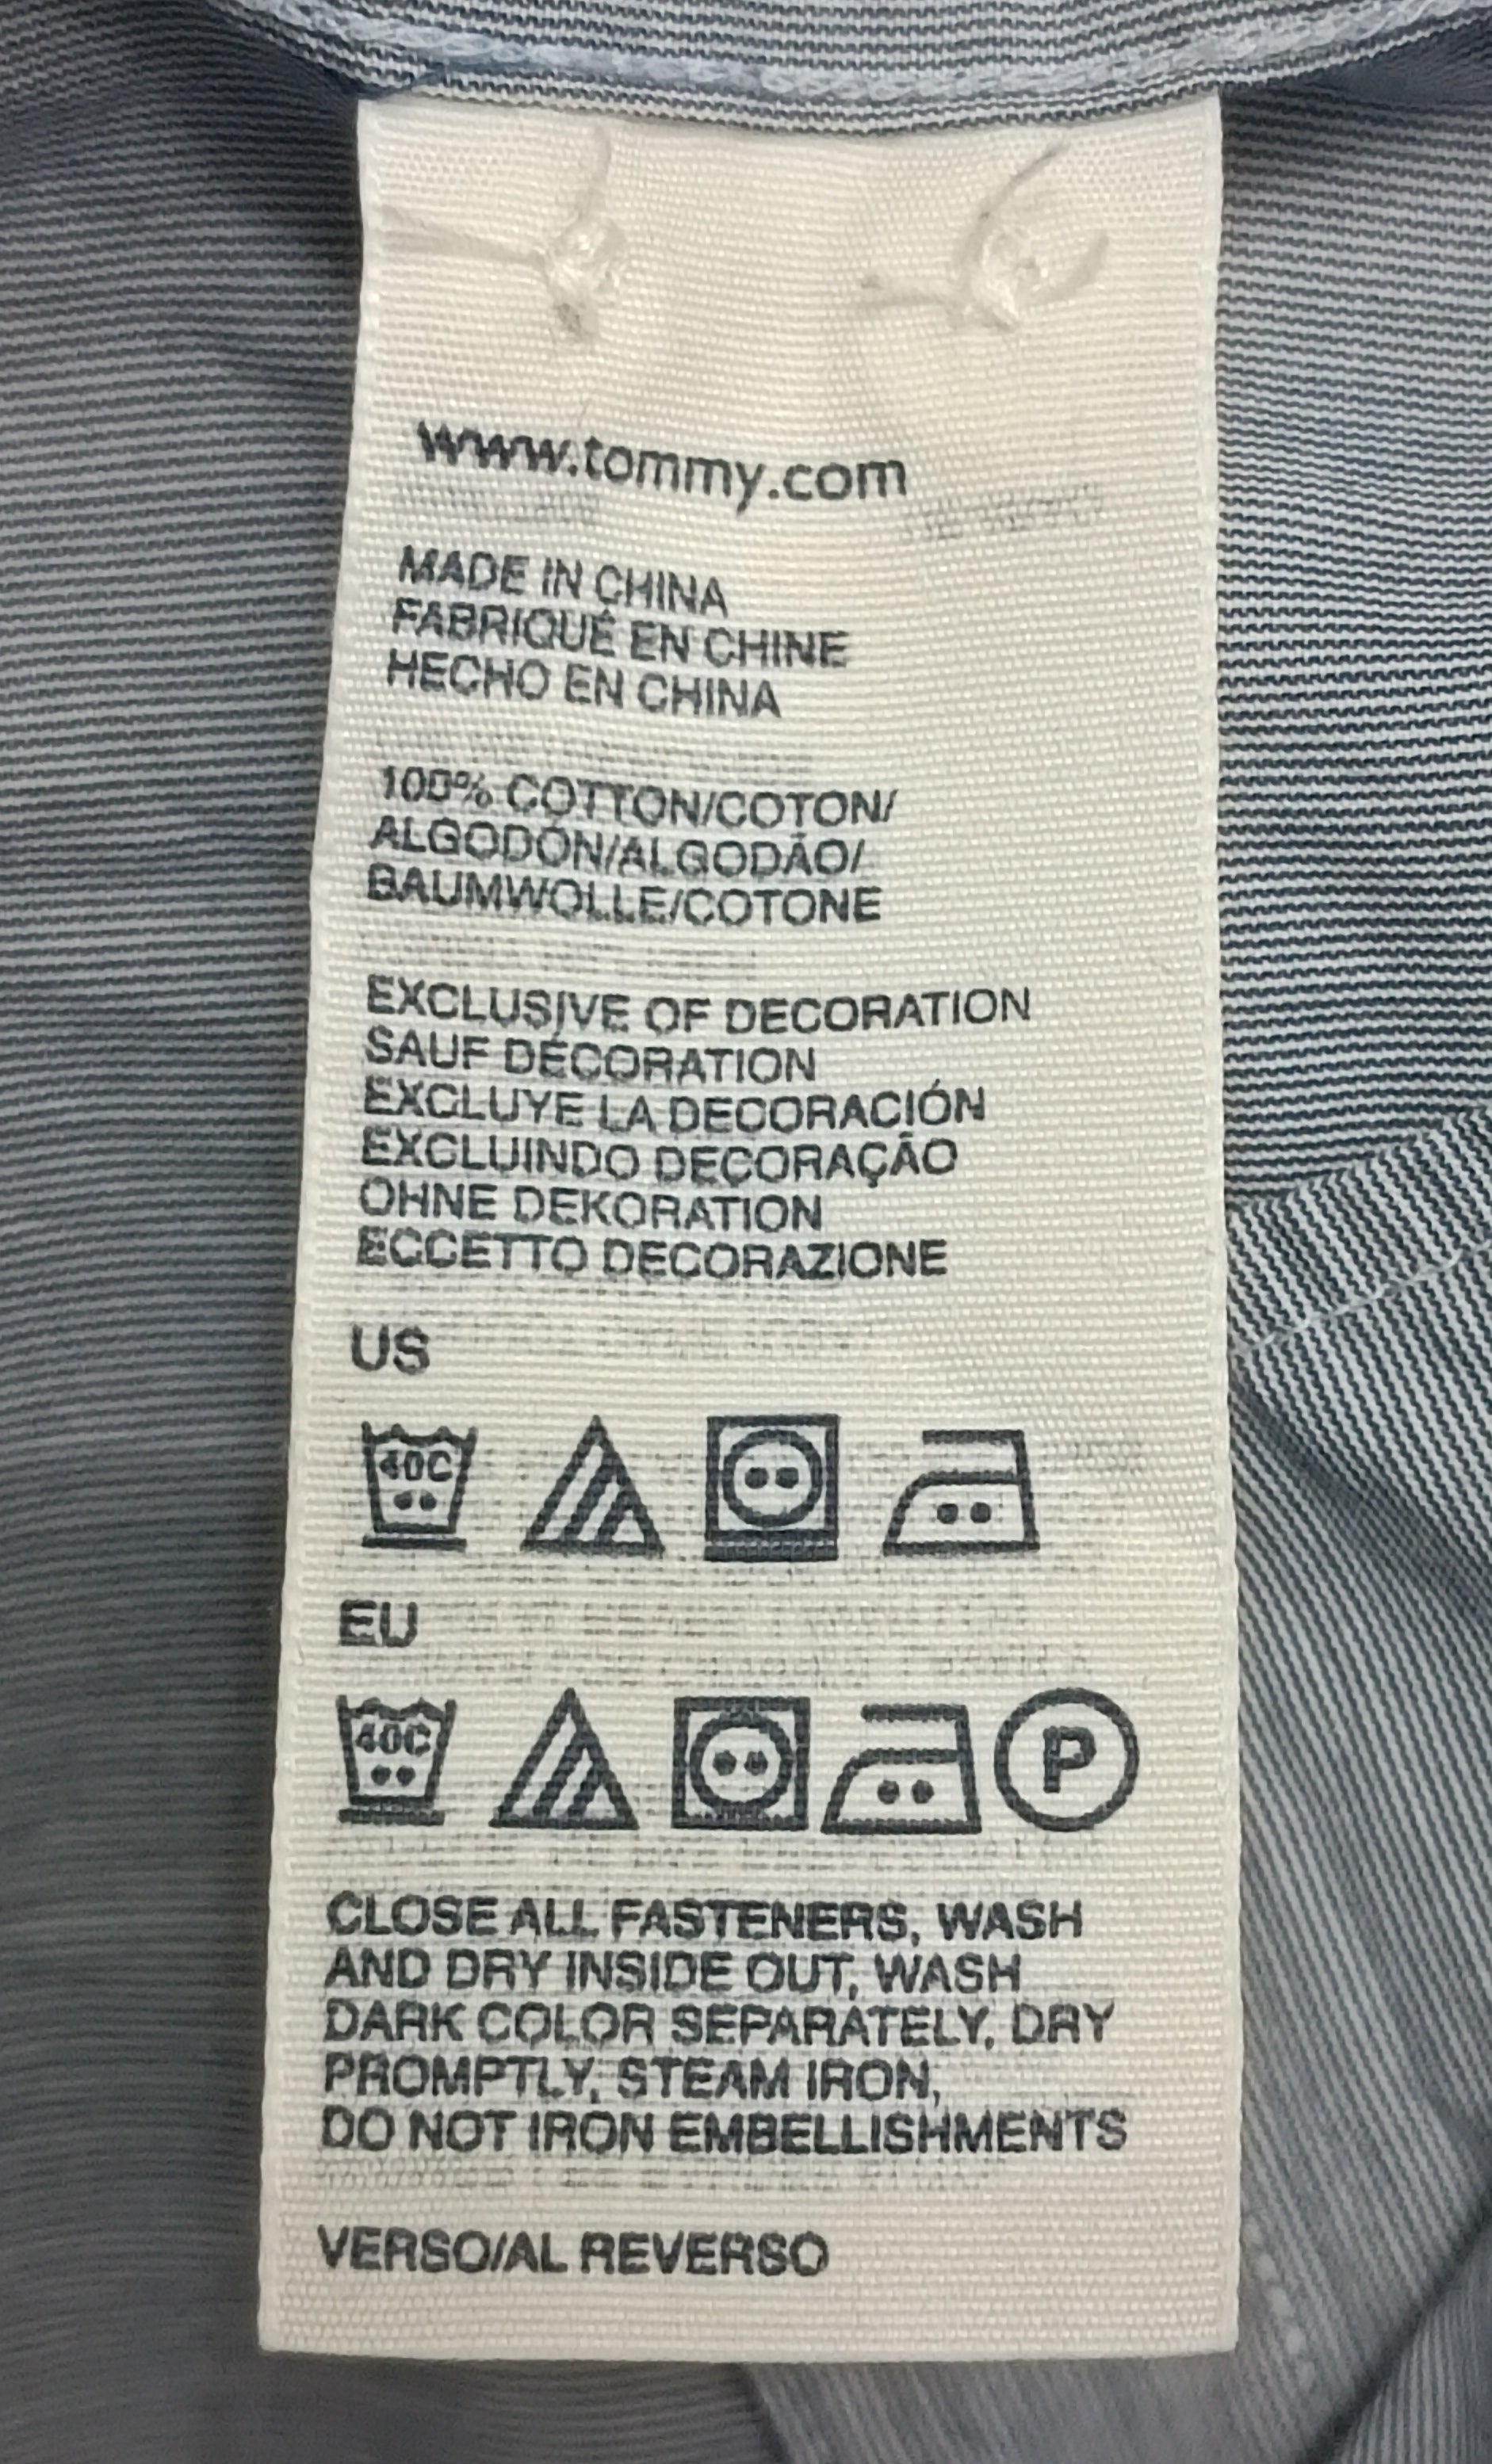 www.tommy.com
MADE IN CHINA
FABRIQUÉ EN CHINE
HECHO EN CHINA
100% COTTON/COTON/
ALGODÓN/ALGODÃO/
BAUMWOLLE/COTONE
EXCLUSIVE OF DECORATION
SAUF DÉCORATION
EXCLUYE LA DECORACIÓN
EXCLUINDO DECORAÇÃO
OHNE DEKORATION
ECCETTO DECORAZIONE
US
40C
EU
40C P
CLOSE ALL FASTENERS, WASH
AND DRY INSIDE OUT, WASH
DARK COLOR SEPARATELY, DRY
PROMPTLY, STEAM IRON,
DO NOT IRON EMBELLISHMENTS
VERSO/AL REVERSO